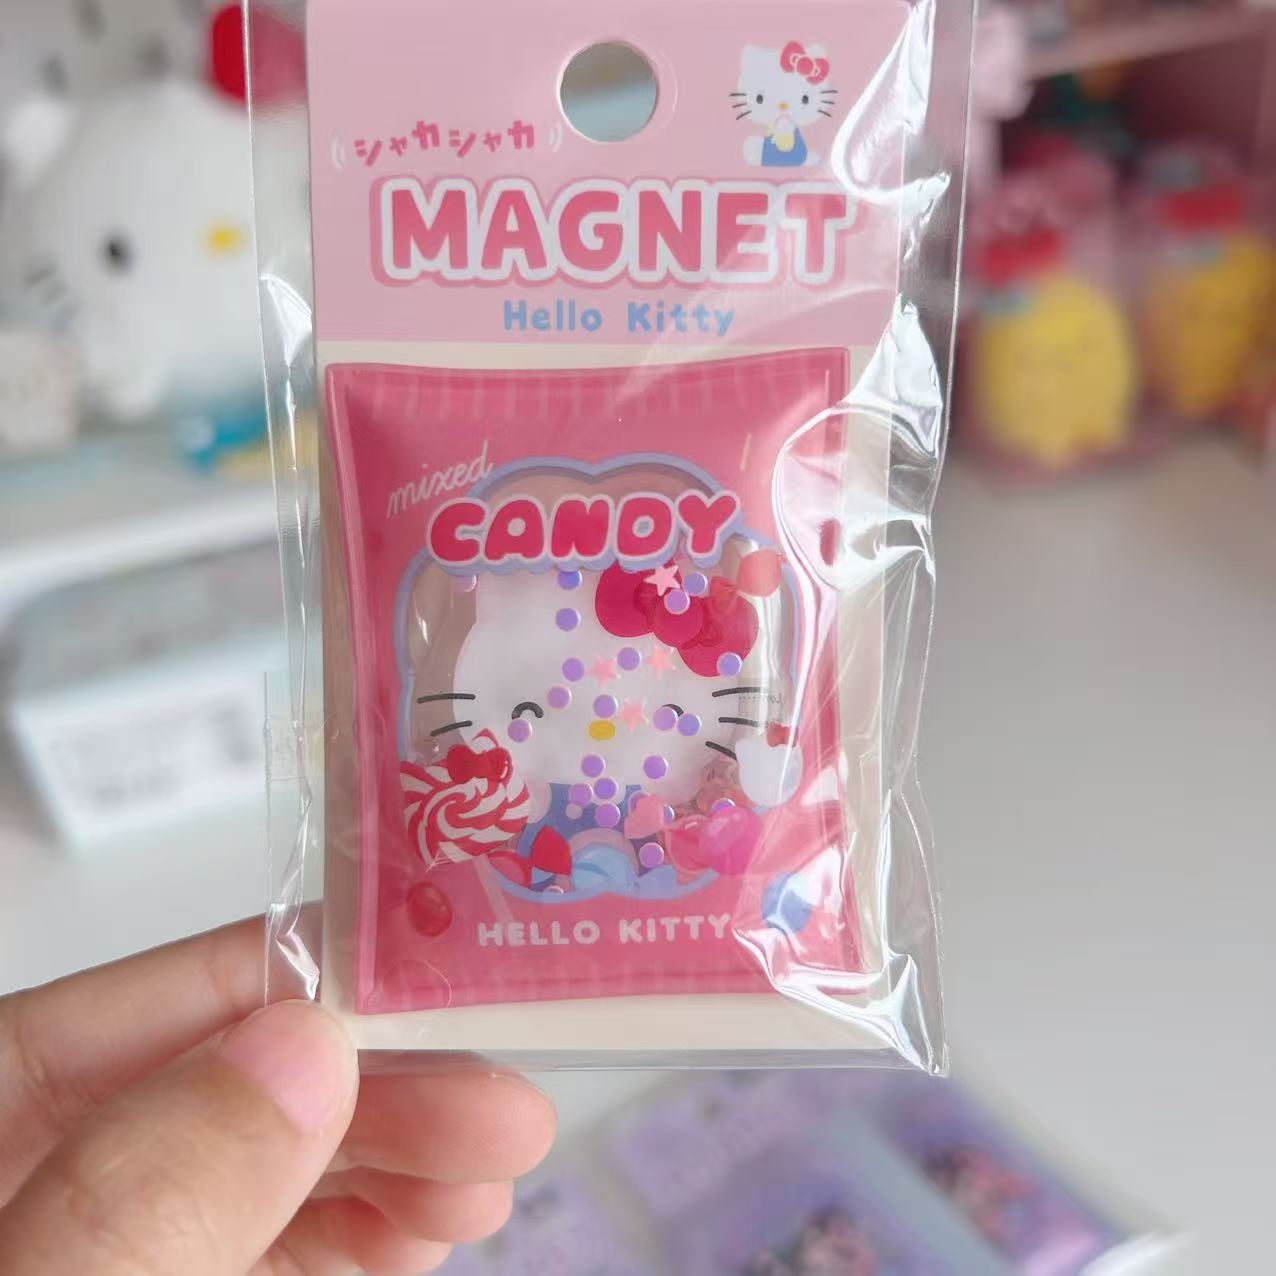 シャカシャカ
MAGNET
Hello Kitty
mixed
CANDY
HELLO KITTY